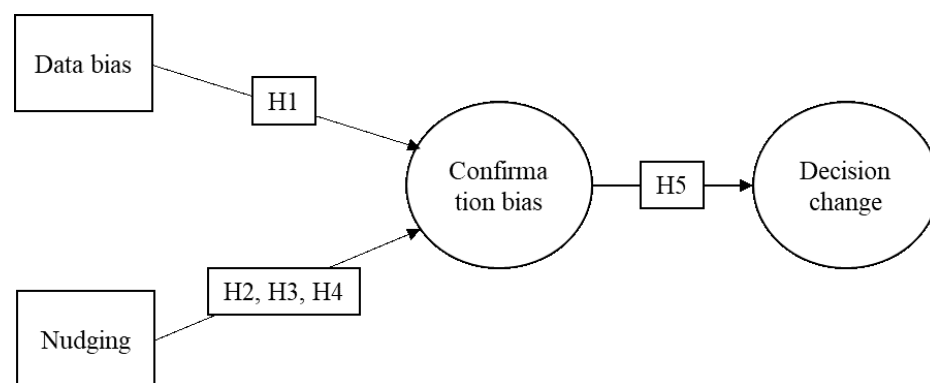 Data bias
H1
Confirma
tion bias
H5
Decision
change
H2, H3, H4
Nudging